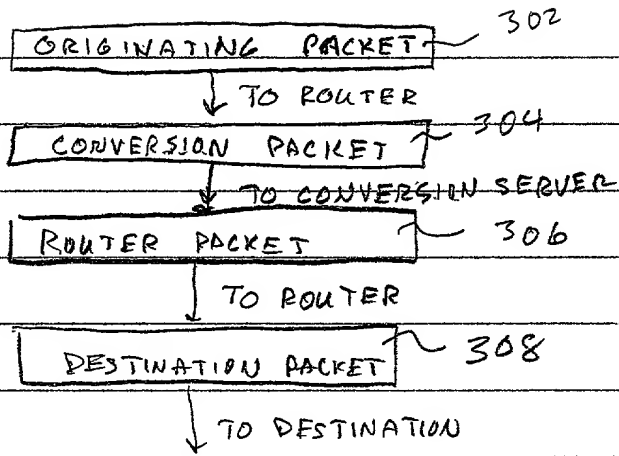 302
ORIGINATING PACKET
TO ROUTER
304
CONVERSION PACKET
TO CONVERSION SERVER
ROUTER PACKET
306
TO ROUTER
DESTINATION PACKET
308
TO DESTINATION